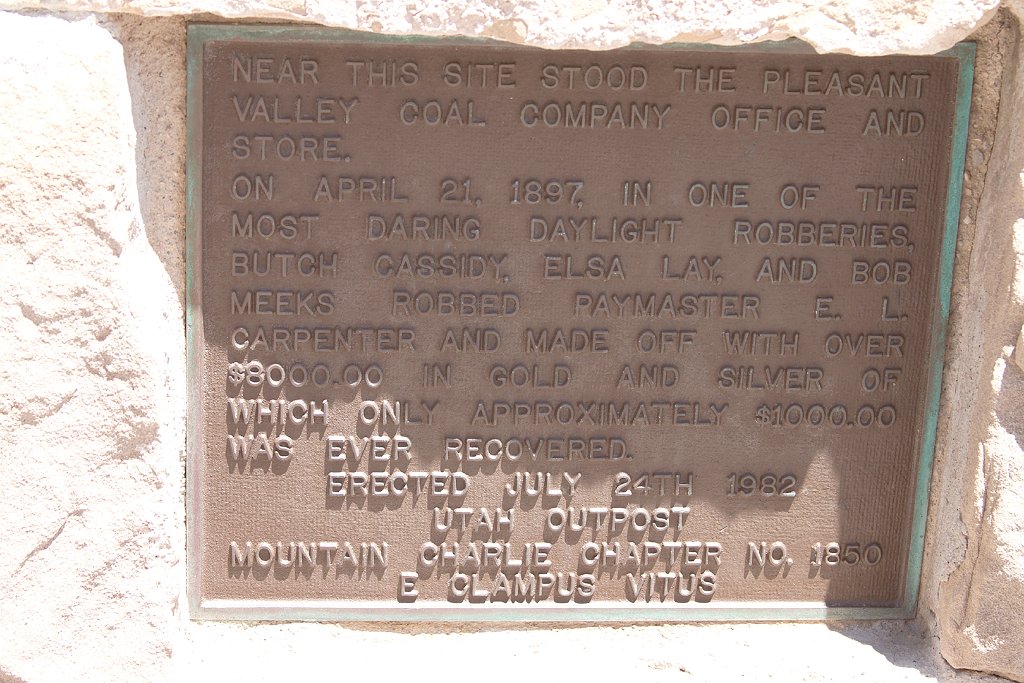 NEAR THIS SITE STOOD THE PLEASANT
VALLEY COAL COMPANY OFFICE AND
STORE.
ON APRIL 21, 1897, IN ONE OF THE
MOST DARING DAYLIGHT ROBBERIES,
BUTCH CASSIDY, ELSA LAY, AND BOB
MEEKS ROBBED PAYMASTER E. L.
CARPENTER AND MADE OFF WITH OVER
$8000.00 IN GOLD AND SILVER OF
WHICH ONLY APPROXIMATELY $1000.00
WAS EVER RECOVERED.
ERECTED JULY 24TH 1982
UTAH OUTPOST
MOUNTAIN CHARLIE CHAPTER NO. 1850
E CLAMPUS VITUS